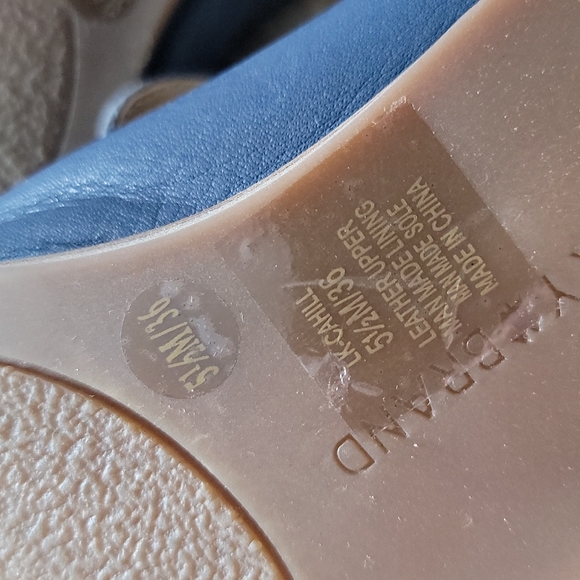 LK-CAHILL
5½M/36
LEATHER UPPER
MAN MADE LINING
MAN MADE SOLE
MADE IN CHINA
5½M/36
BRAND